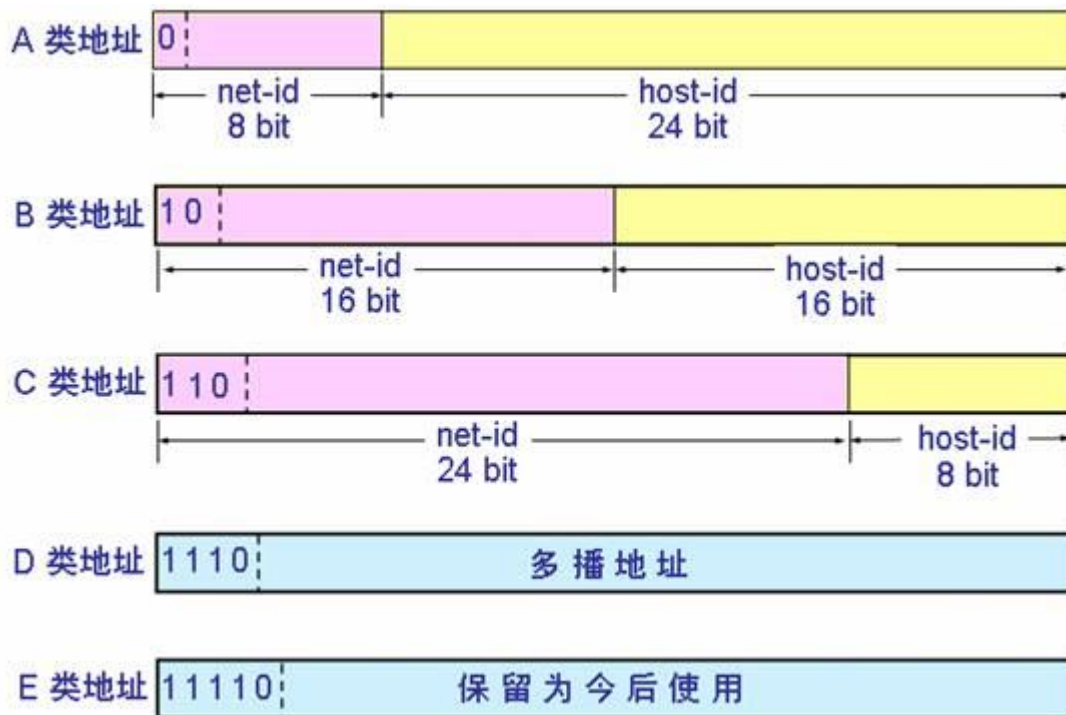 A 类地址 0
net-id host-id
8 bit 24 bit
B 类地址 1 0
net-id host-id
16 bit 16 bit
C 类地址 1 1 0
net-id host-id
24 bit 8 bit
D 类地址 1 1 1 0 多 播 地 址
E 类地址 1 1 1 1 0 保 留 为 今 后 使 用